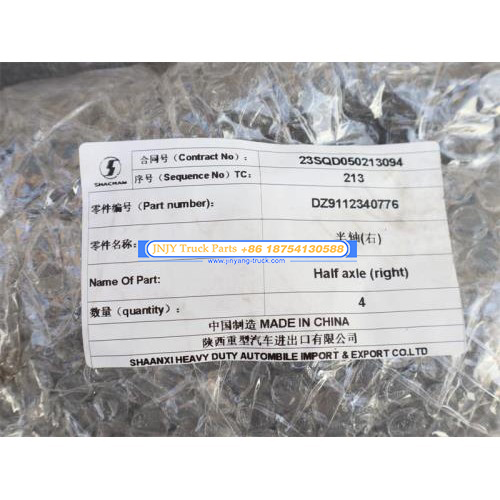 SHACMAN
合同号（Contract No）：
23SQD050213094
序号（Sequence No）TC：
213
零件编号（Part number）：
DZ9112340776
零件名称：
半轴(右)
JNJY Truck Parts +86 18754130588
www.jinyang-truck.com
Name Of Part:
Half axle (right)
数量（quantity）：
4
中国制造 MADE IN CHINA
陕西重型汽车进出口有限公司
SHAANXI HEAVY DUTY AUTOMBILE IMPORT & EXPORT CO.LTD